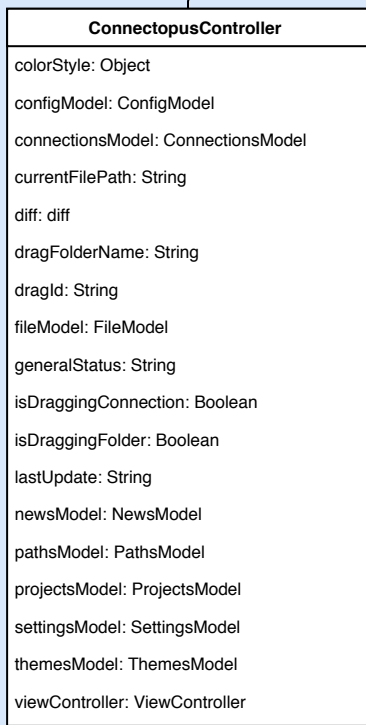 ConnectopusController
colorStyle: Object
configModel: ConfigModel
connectionsModel: ConnectionsModel
currentFilePath: String
diff: diff
dragFolderName: String
dragId: String
fileModel: FileModel
generalStatus: String
isDraggingConnection: Boolean
isDraggingFolder: Boolean
lastUpdate: String
newsModel: NewsModel
pathsModel: PathsModel
projectsModel: ProjectsModel
settingsModel: SettingsModel
themesModel: ThemesModel
viewController: ViewController